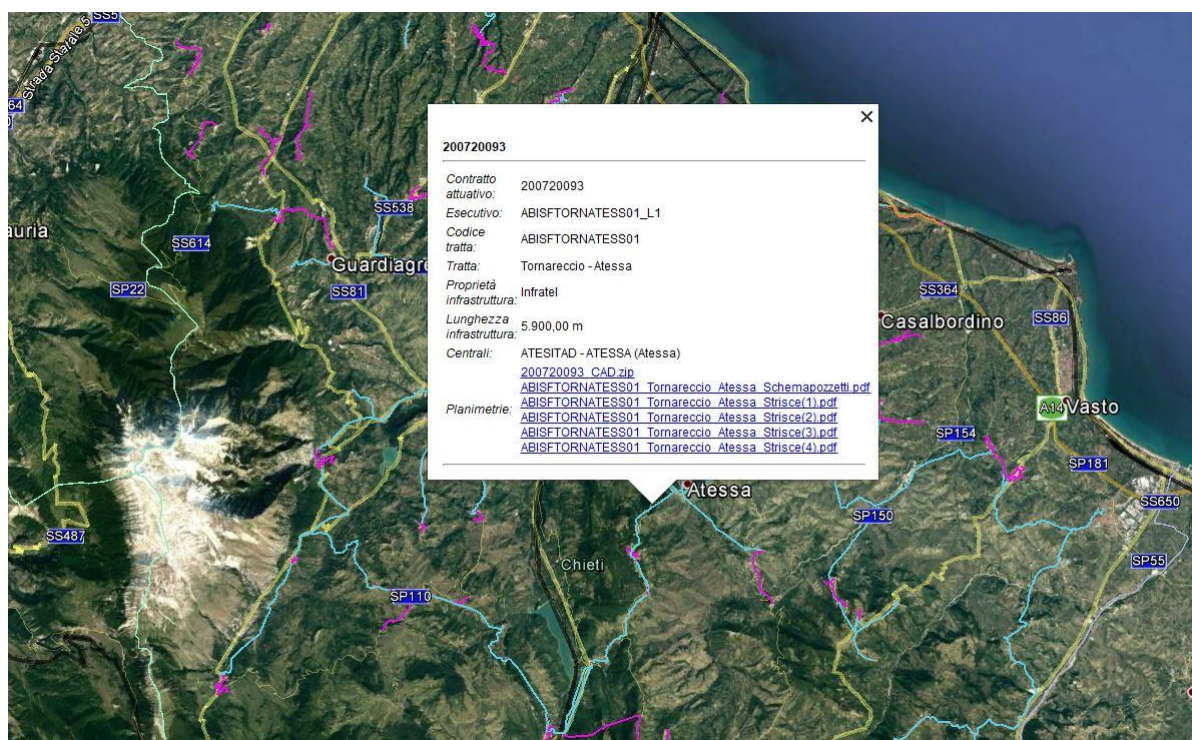 SS5
Strada Statale 5
64
auria
SS614
SP22
SS538
Guardiagre
SS81
SS487
SP110
Chieti
Atessa
SP150
SP154
SS364
Casalbordino
SS86
A14
Vasto
SP181
SS650
SP55
200720093
Contratto attuativo: 200720093
Esecutivo: ABISFTORNATESS01_L1
Codice tratta: ABISFTORNATESS01
Tratta: Tornareccio - Atessa
Proprietà infrastruttura: Infratel
Lunghezza infrastruttura: 5.900,00 m
Centrali: ATESITAD - ATESSA (Atessa)
Planimetrie: 200720093_CAD.zip
ABISFTORNATESS01_Tornareccio_Atessa_Schemapozzetti.pdf
ABISFTORNATESS01_Tornareccio_Atessa_Strisce(1).pdf
ABISFTORNATESS01_Tornareccio_Atessa_Strisce(2).pdf
ABISFTORNATESS01_Tornareccio_Atessa_Strisce(3).pdf
ABISFTORNATESS01_Tornareccio_Atessa_Strisce(4).pdf